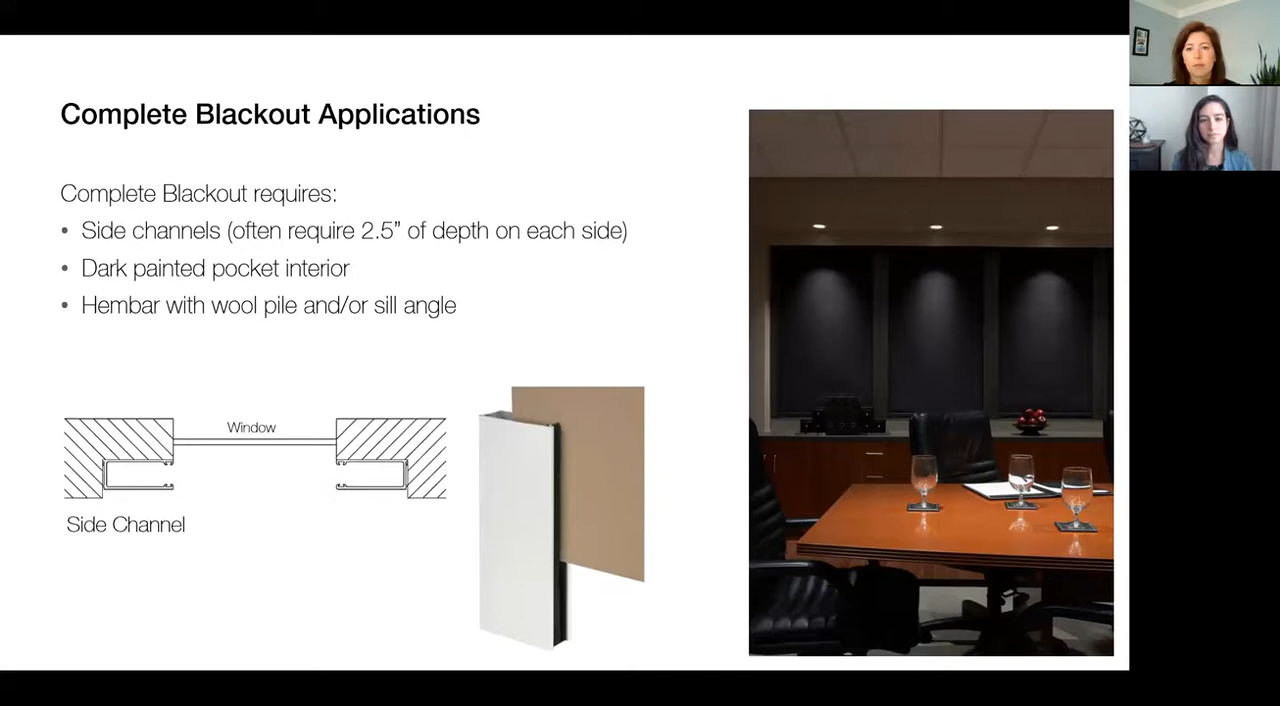 Complete Blackout Applications
Complete Blackout requires:
• Side channels (often require 2.5” of depth on each side)
• Dark painted pocket interior
• Hembar with wool pile and/or sill angle
Window
Side Channel